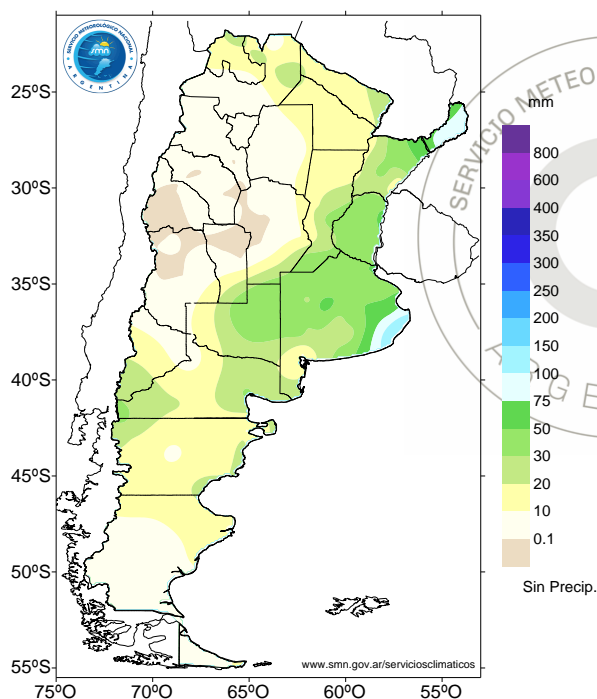 SERVICIO METEOROLÓGICO NACIONAL
smn
ARGENTINA
SERVICIO METEO
ARGE
mm
800
600
400
350
300
250
200
150
100
75
50
30
20
10
0.1
Sin Precip.
25ºS
30ºS
35ºS
40ºS
45ºS
50ºS
55ºS
75ºO 70ºO 65ºO 60ºO 55ºO
www.smn.gov.ar/serviciosclimaticos